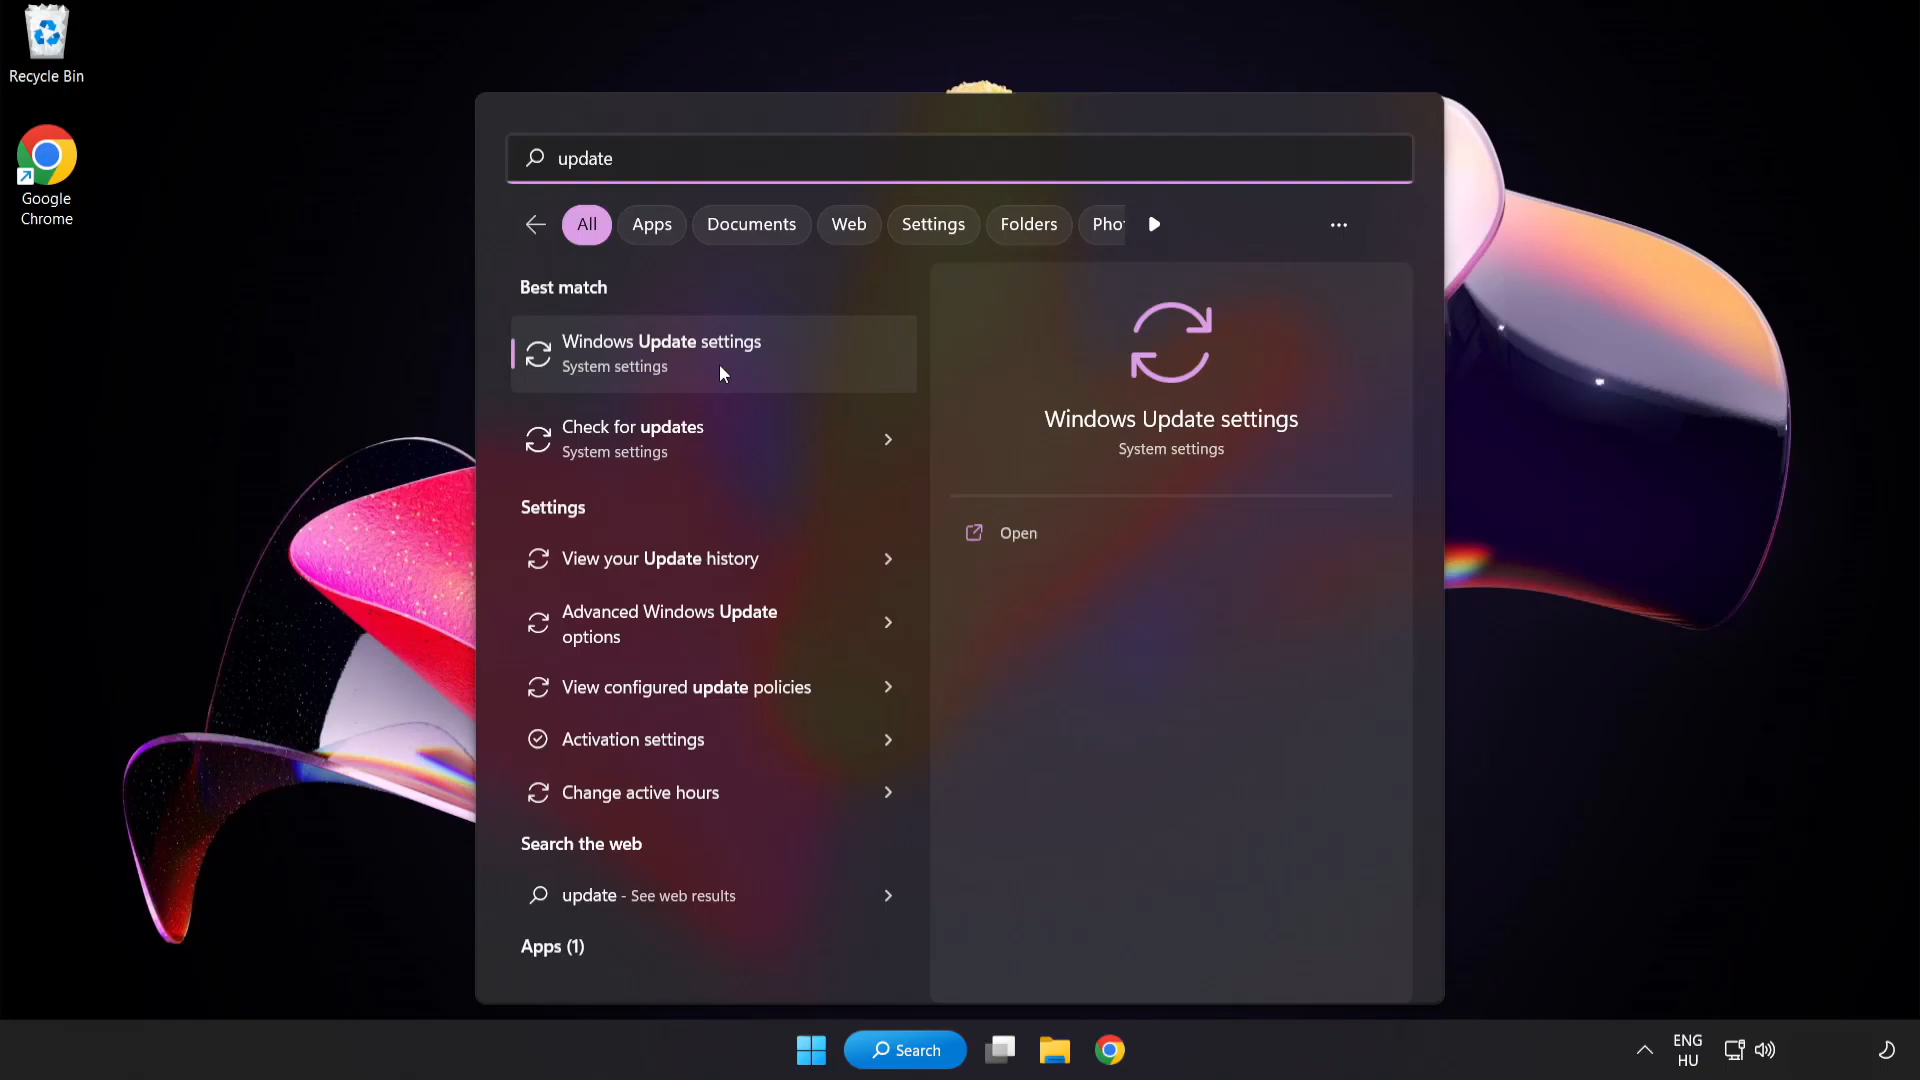 Recycle Bin
Google
Chrome
update
All
Apps
Documents
Web
Settings
Folders
Pho
Best match
Windows Update settings
System settings
Check for updates
System settings
Settings
View your Update history
Advanced Windows Update
options
View configured update policies
Activation settings
Change active hours
Search the web
update - See web results
Apps (1)
Windows Update settings
System settings
Open
Search
ENG
HU